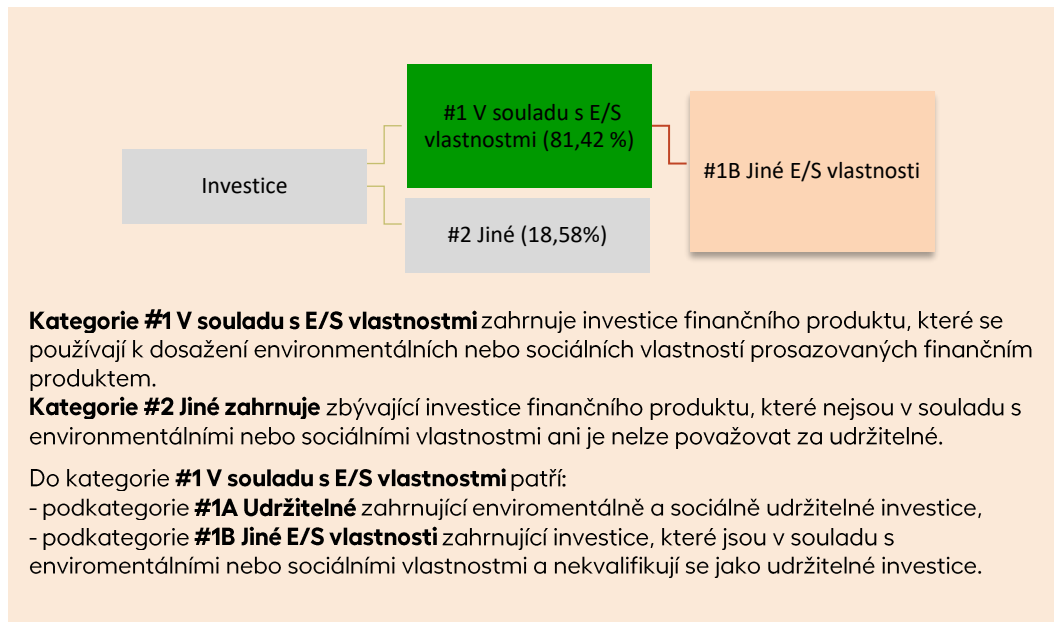 #1 V souladu s E/S
vlastnostmi (81,42 %)
#1B Jiné E/S vlastnosti
Investice
#2 Jiné (18,58%)
Kategorie #1 V souladu s E/S vlastnostmi zahrnuje investice finančního produktu, které se
používají k dosažení environmentálních nebo sociálních vlastností prosazovaných finančním
produktem.
Kategorie #2 Jiné zahrnuje zbývající investice finančního produktu, které nejsou v souladu s
environmentálními nebo sociálními vlastnostmi ani je nelze považovat za udržitelné.
Do kategorie #1 V souladu s E/S vlastnostmi patří:
- podkategorie #1A Udržitelné zahrnující enviromentálně a sociálně udržitelné investice,
- podkategorie #1B Jiné E/S vlastnosti zahrnující investice, které jsou v souladu s
enviromentálními nebo sociálními vlastnostmi a nekvalifikují se jako udržitelné investice.